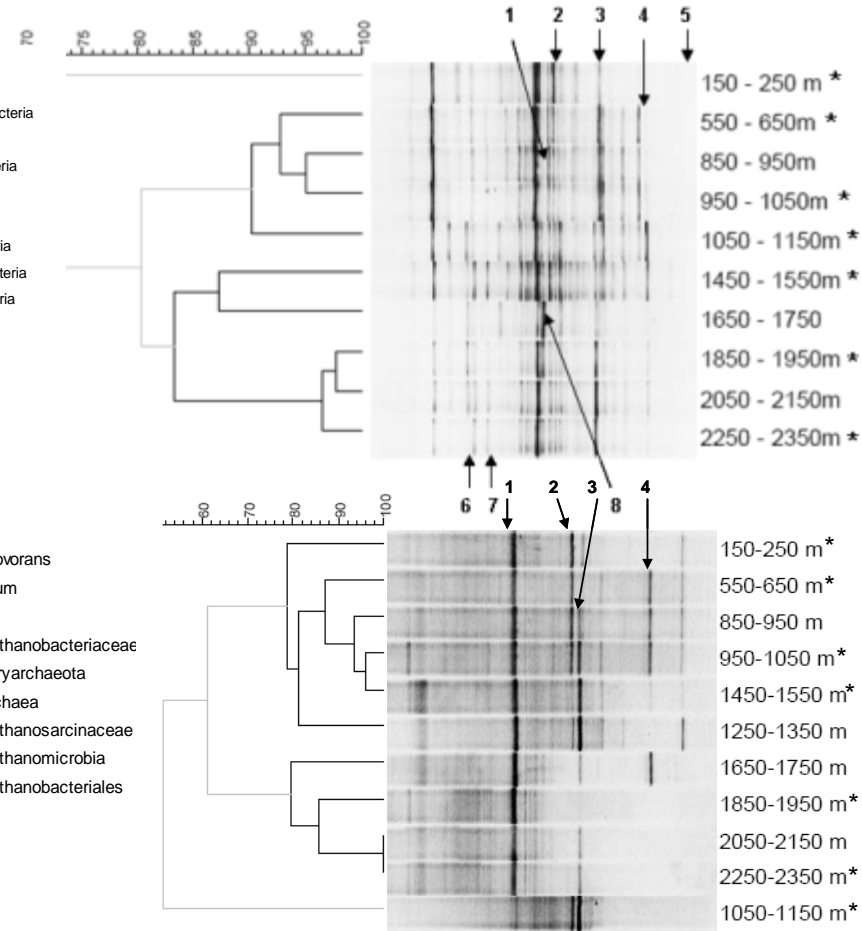 1 2 3 4 5
70 75 80 85 90 95 100
150 - 250 m *
cteria
550 - 650m *
eria
850 - 950m
950 - 1050m *
ria
1050 - 1150m *
teria
1450 - 1550m *
ria
1650 - 1750
1850 - 1950m *
2050 - 2150m
2250 - 2350m *
6 7 8
1 2 3 4
60 70 80 90 100
150-250 m*
ovorans
550-650 m*
um
850-950 m
thanobacteriaceae
950-1050 m*
ryarchaeota
1450-1550 m*
chaea
thanosarcinaceae
1250-1350 m
thanomicrobia
1650-1750 m
thanobacteriales
1850-1950 m*
2050-2150 m
2250-2350 m*
1050-1150 m*